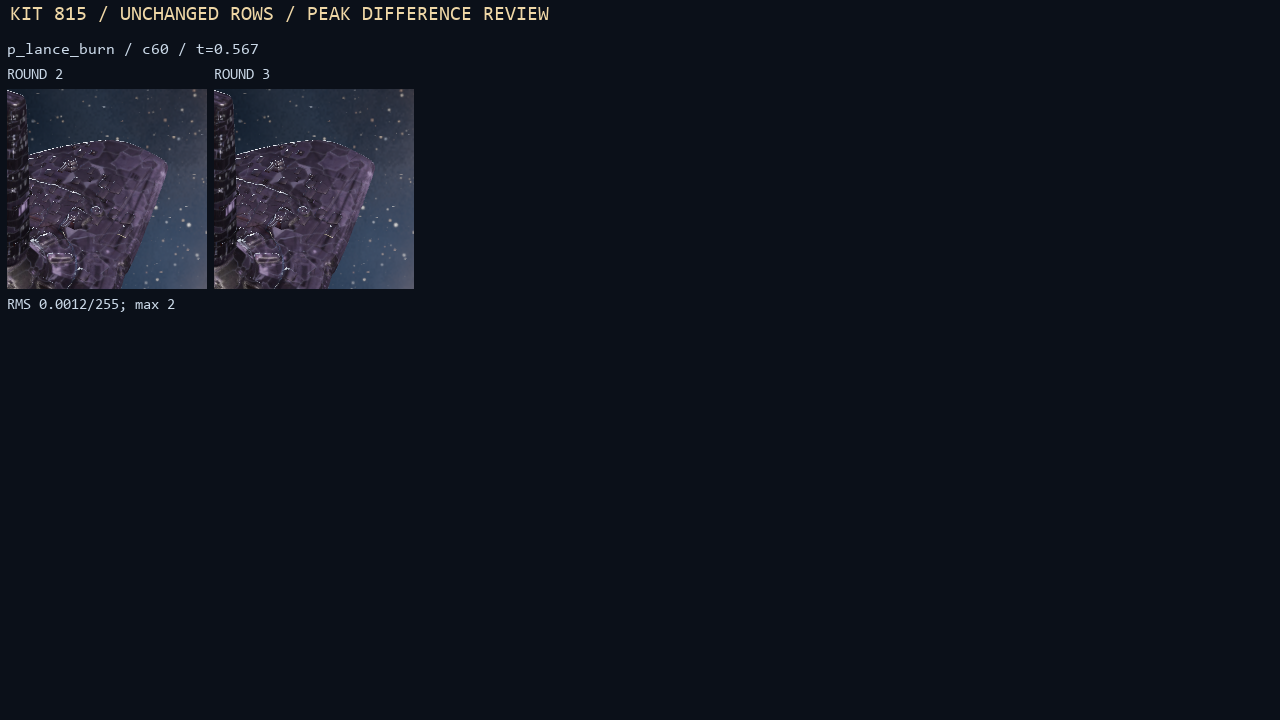 KIT 815 / UNCHANGED ROWS / PEAK DIFFERENCE REVIEW
p_lance_burn / c60 / t=0.567
ROUND 2 ROUND 3
RMS 0.0012/255; max 2